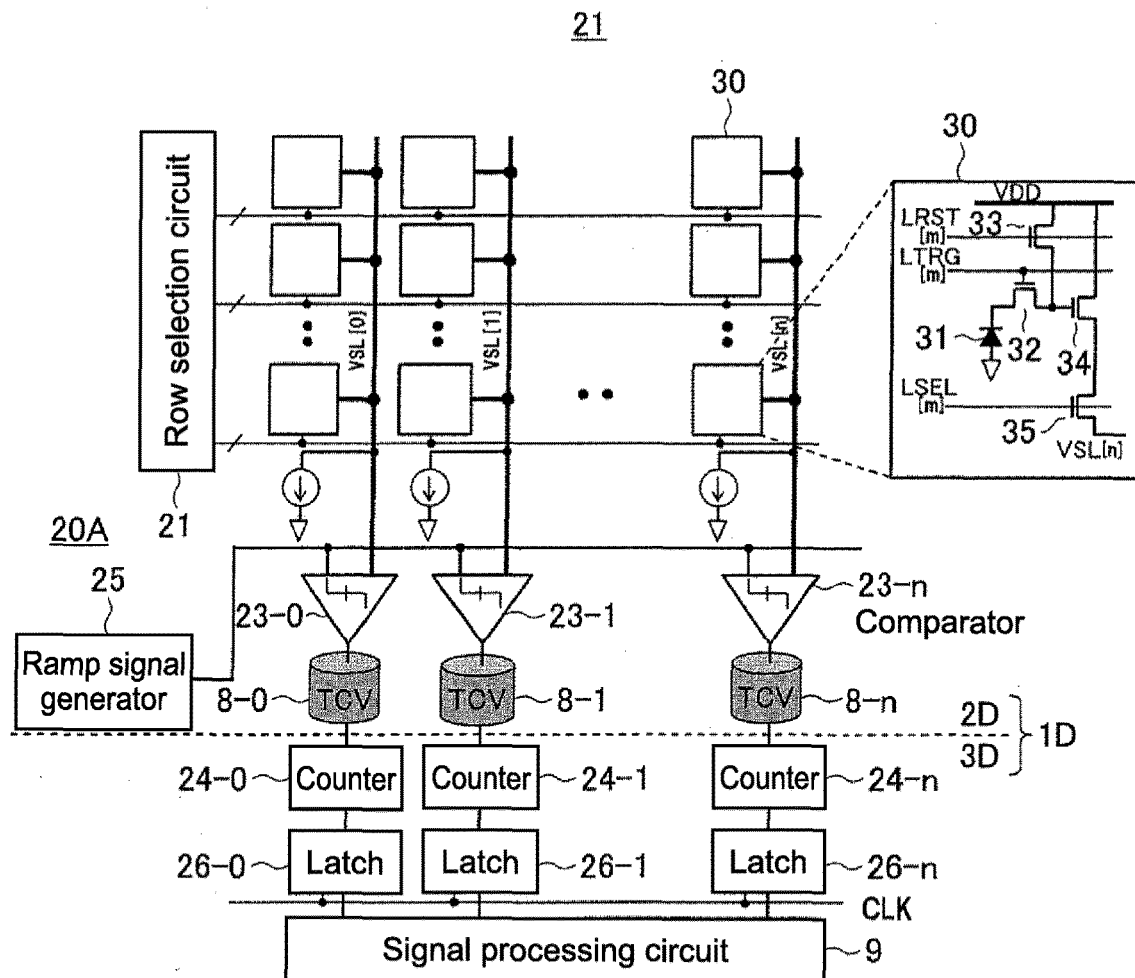 21
30
Row selection circuit
VSL[0]
VSL[1]
VSL[n]
21
30
VDD
LRST
[m]
33
LTRG
[m]
31
32
34
LSEL
[m]
35
VSL[n]
20A
25
Ramp signal
generator
23-0
23-1
23-n
Comparator
8-0
TCV
TCV
8-1
TCV
8-n
2D
3D
1D
24-0
Counter
Counter
24-1
Counter
24-n
26-0
Latch
Latch
26-1
Latch
26-n
CLK
Signal processing circuit
9